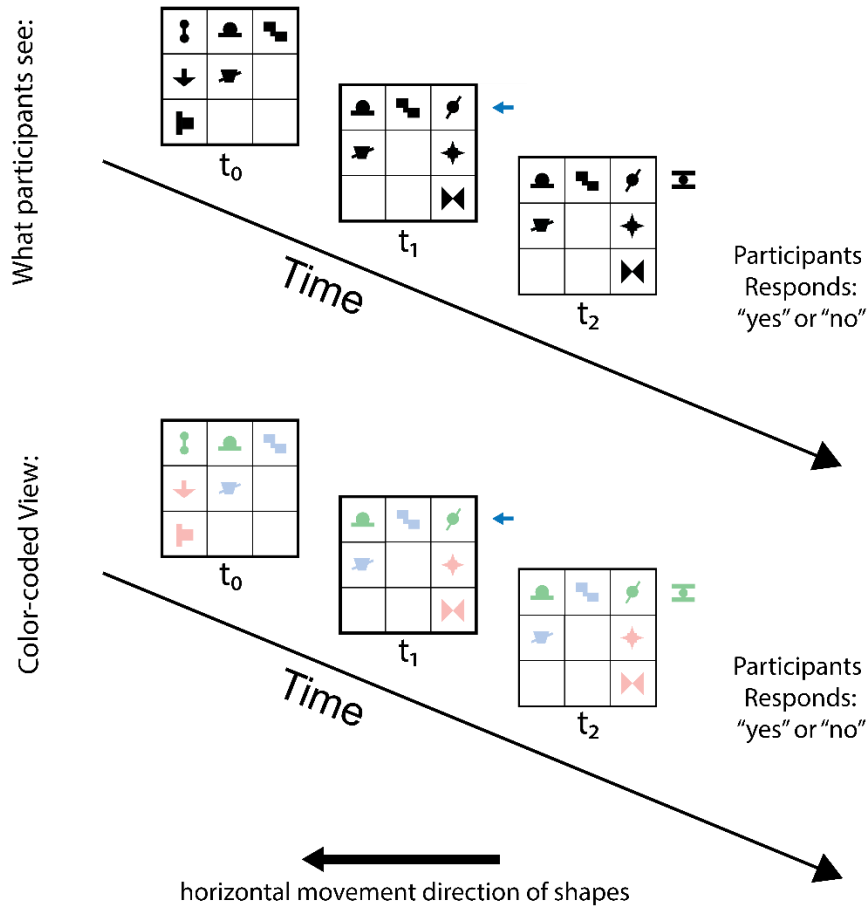 What participants see:
t₀
t₁
t₂
Time
Participants
Responds:
“yes” or “no”
Color-coded View:
t₀
t₁
t₂
Time
Participants
Responds:
“yes” or “no”
horizontal movement direction of shapes